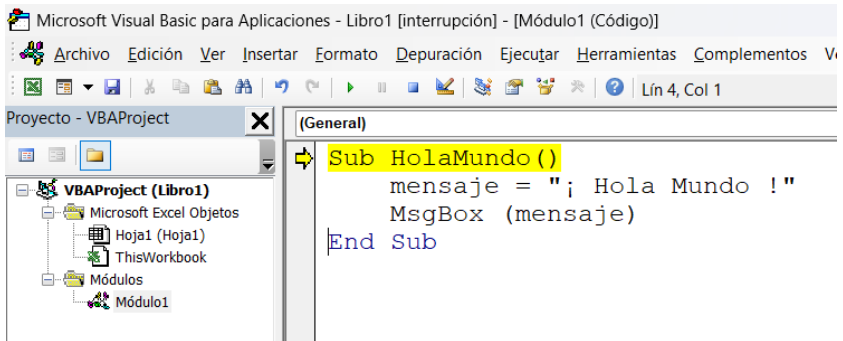 Microsoft Visual Basic para Aplicaciones - Libro1 [interrupción] - [Módulo1 (Código)]
Archivo Edición Ver Insertar Formato Depuración Ejecutar Herramientas Complementos
Lín 4, Col 1
Proyecto - VBAProject
(General)
VBAProject (Libro1)
Microsoft Excel Objetos
Hoja1 (Hoja1)
ThisWorkbook
Módulos
Módulo1
Sub HolaMundo()
mensaje = "¡ Hola Mundo !"
MsgBox (mensaje)
End Sub